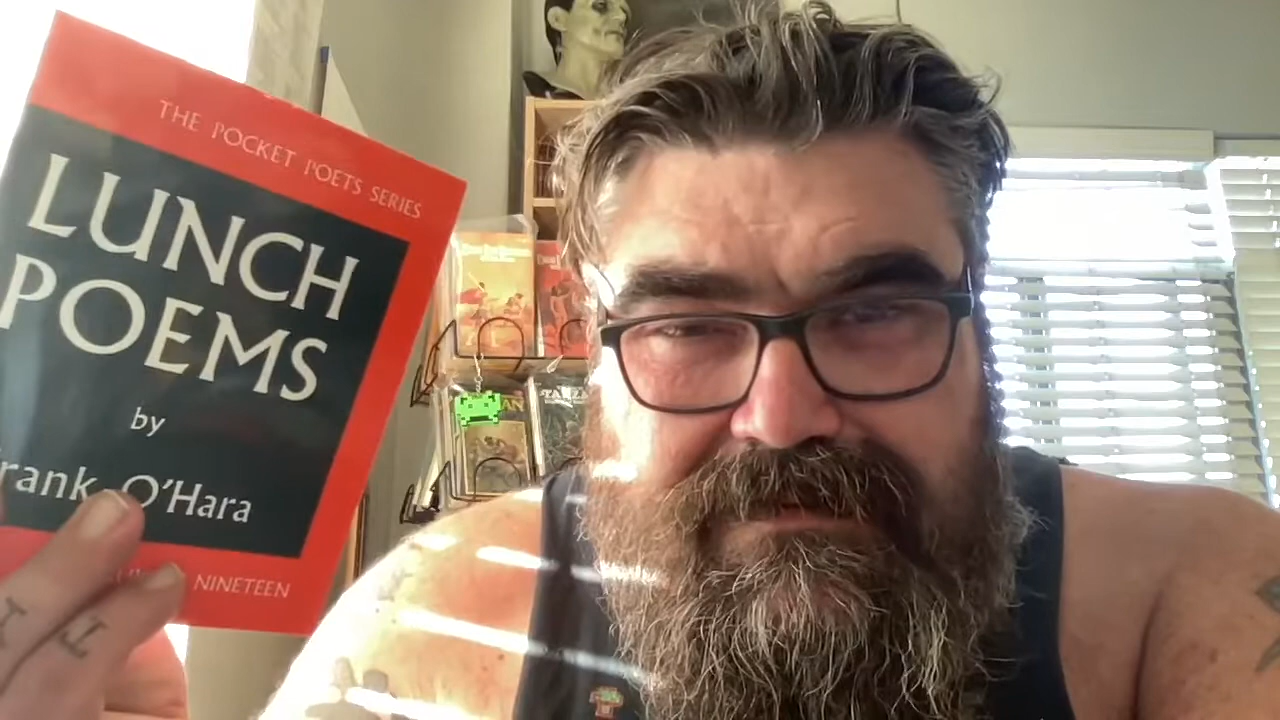 THE POCKET POETS SERIES
LUNCH
POEMS
by
rank O'Hara
NINETEEN